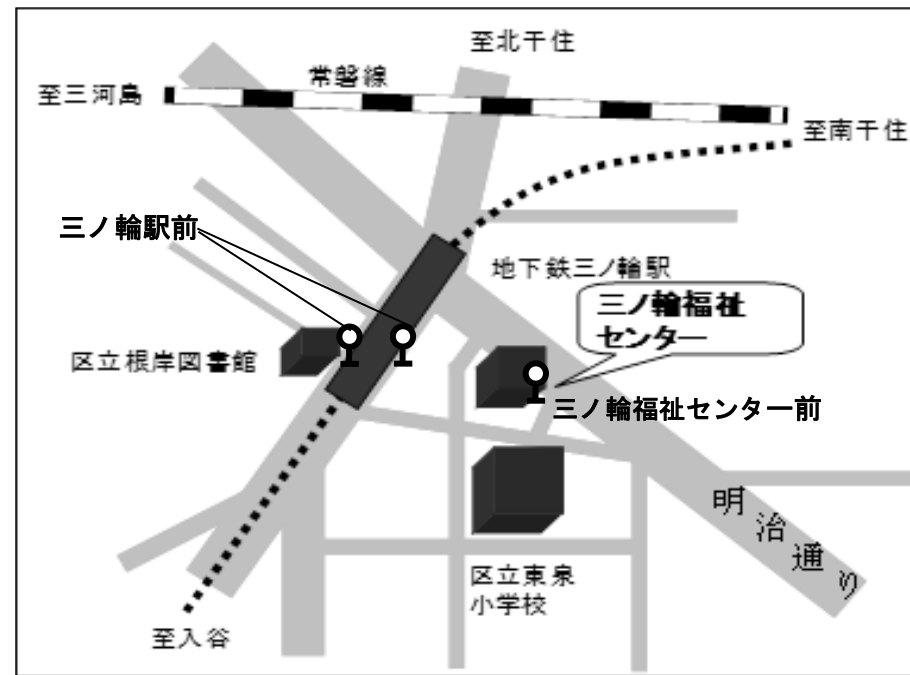 至北千住
常磐線
至三河島
至南千住
三ノ輪駅前
地下鉄三ノ輪駅
三ノ輪福祉
センター
区立根岸図書館
三ノ輪福祉センター前
明治通り
区立東泉
小学校
至入谷